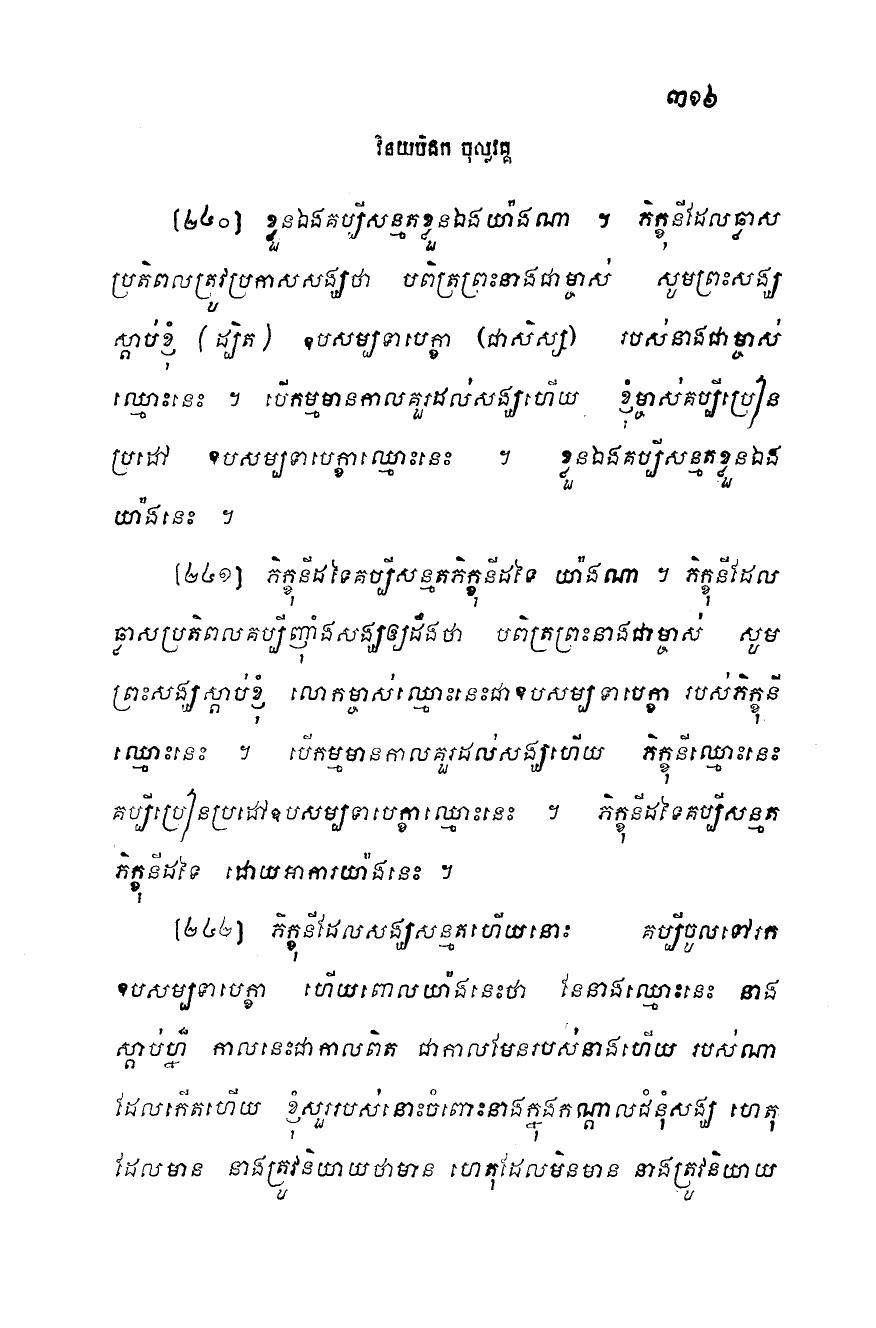 ៣១៦
វិនយបិដក ចុល្លវគ្គ
[២៤០] ខ្លួនឯងគប្បីសន្មតខ្លួនឯងយ៉ាងណា ។ ភិក្ខុនីដែលឆ្លាស
ប្រតិពលត្រូវប្រកាសសង្ឃថា បពិត្រព្រះនាងជាម្ចាស់ សូមព្រះសង្ឃ
ស្តាប់ខ្ញុំ (ដ្បិត) ឧបសម្បទាបេក្ខា (ជាសិស្ស) របស់នាងជាម្ចាស់
ឈ្មោះនេះ ។ បើកម្មមានកាលគួរដល់សង្ឃហើយ ខ្ញុំម្ចាស់គប្បីប្រៀន
ប្រដៅ ឧបសម្បទាបេក្ខាឈ្មោះនេះ ។ ខ្លួនឯងគប្បីសន្មតខ្លួនឯង
យ៉ាងនេះ ។
[២៤១] ភិក្ខុនីដទៃគប្បីសន្មតភិក្ខុនីដទៃ យ៉ាងណា ។ ភិក្ខុនីដែល
ឆ្លាសប្រតិពលគប្បីញ៉ាំងសង្ឃឲ្យដឹងថា បពិត្រព្រះនាងជាម្ចាស់ សូម
ព្រះសង្ឃស្តាប់ខ្ញុំ លោកម្ចាស់ឈ្មោះនេះជាឧបសម្បទាបេក្ខា របស់ភិក្ខុនី
ឈ្មោះនេះ ។ បើកម្មមានកាលគួរដល់សង្ឃហើយ ភិក្ខុនីឈ្មោះនេះ
គប្បីប្រៀនប្រដៅឧបសម្បទាបេក្ខាឈ្មោះនេះ ។ ភិក្ខុនីដទៃគប្បីសន្មត
ភិក្ខុនីដទៃ ដោយអាការយ៉ាងនេះ ។
[២៤២] ភិក្ខុនីដែលសង្ឃសន្មតហើយនោះ គប្បីចូលទៅរក
ឧបសម្បទាបេក្ខា ហើយពោលយ៉ាងនេះថា នែនាងឈ្មោះនេះ នាង
ស្តាប់ហ្នឹ កាលនេះជាកាលពិត ជាកាលមែនរបស់នាងហើយ របស់ណា
ដែលកើតហើយ ខ្ញុំសួររបស់នោះចំពោះនាងក្នុងកណ្តាលជំនុំសង្ឃ ហេតុ
ដែលមាន នាងត្រូវនិយាយថាមាន ហេតុដែលមិនមាន នាងត្រូវនិយាយ